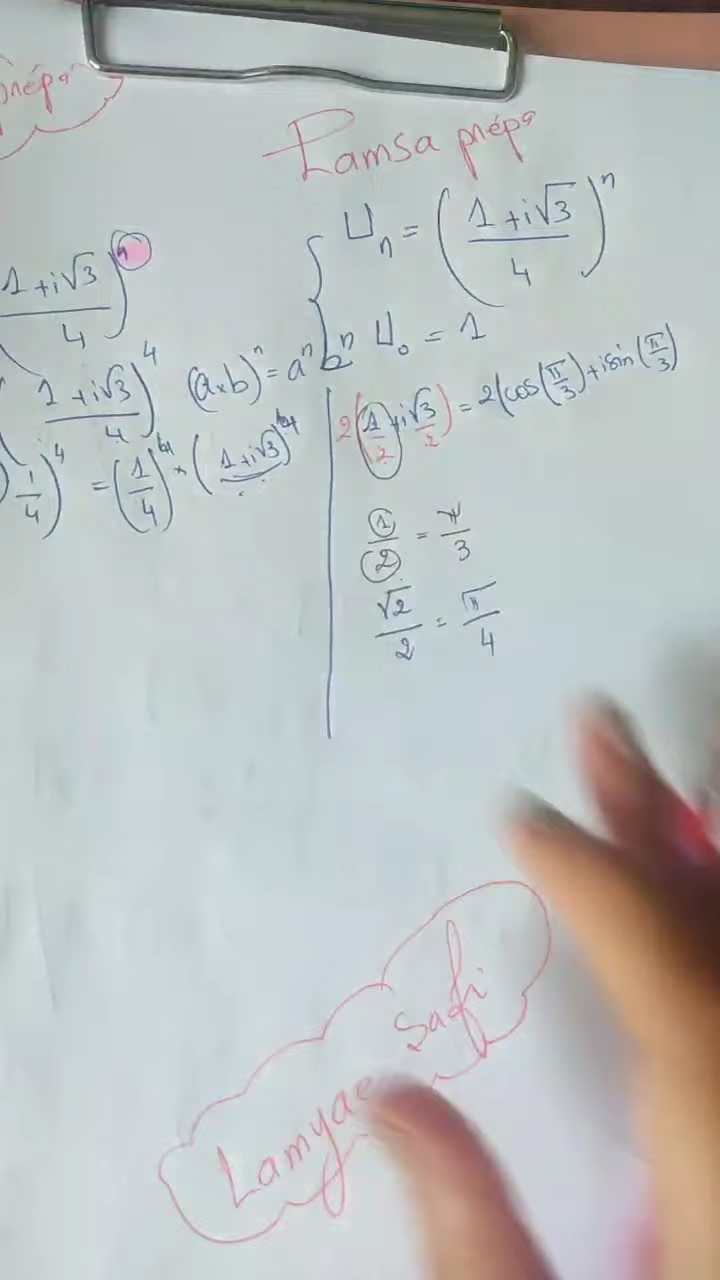 prépa
Lamsa prépa
U_n = ((1+i√3)/4)^n
U_0 = 1
(1+i√3)/4)^n
(1+i√3)/4)^4 (a×b)^n = a^n b^n
1/4)^4 = (1/4)^4 × (1+i√3)^4
2(1/2 + i√3/2) = 2(cos(π/3) + isin(π/3)
1/2 = π/3
√2/2 = π/4
Lamyae Safi